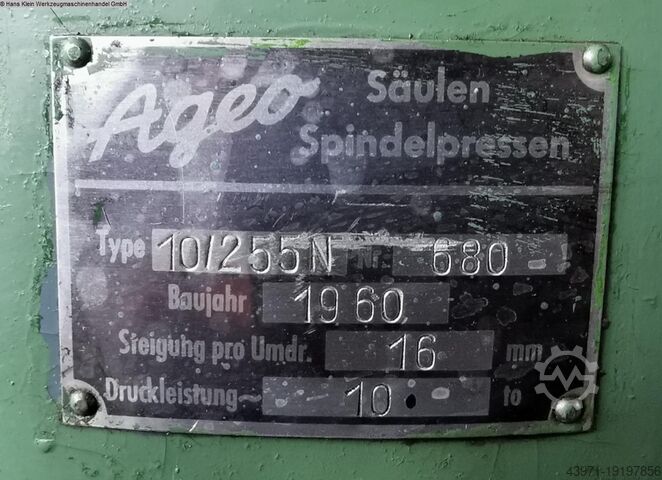 © Hans Klein Werkzeugmaschinenhandel GmbH
Ageo Säulen
Spindelpressen
Type 10/255N Nr. 680
Baujahr 1960
Steigung pro Umdr. 16 mm
Druckleistung ~ 10 to
43971-19197856